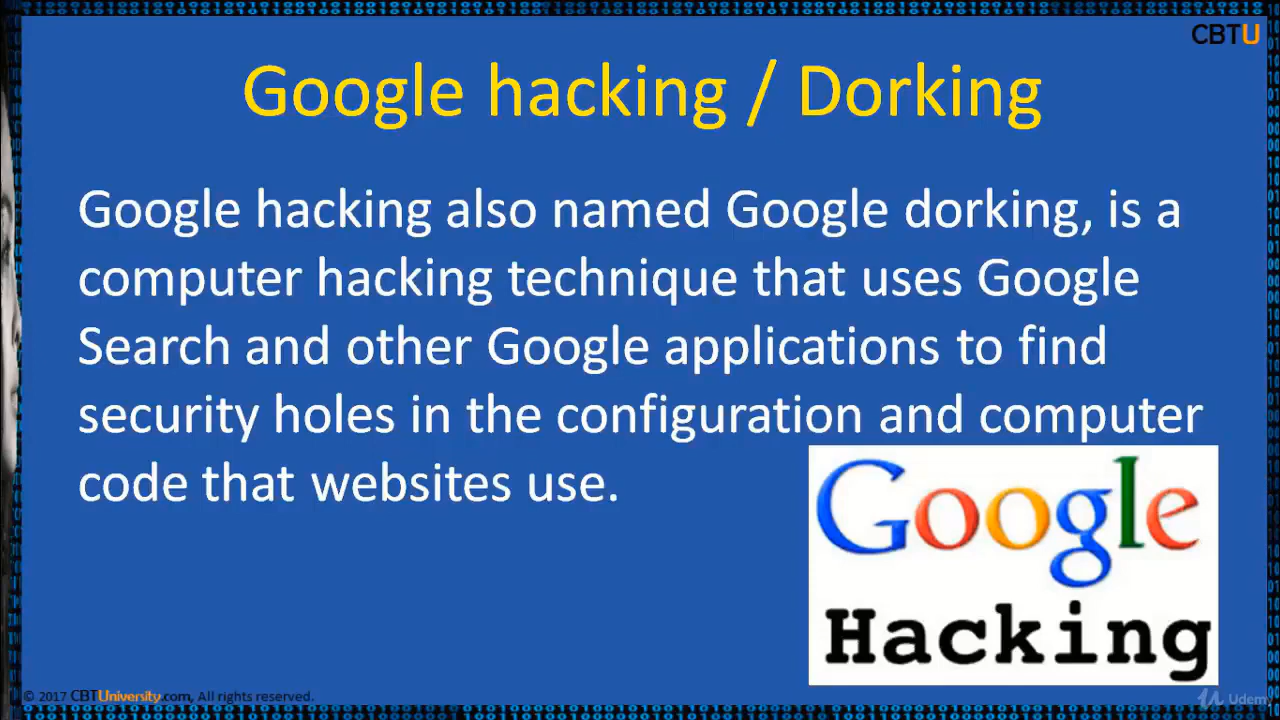 CBTU
Google hacking / Dorking
Google hacking also named Google dorking, is a
computer hacking technique that uses Google
Search and other Google applications to find
security holes in the configuration and computer
code that websites use.
Google
Hacking
© 2017 CBTUniversity.com, All rights reserved.
Udemy